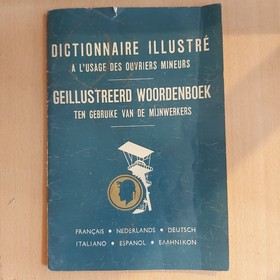 DICTIONNAIRE ILLUSTRÉ
A L'USAGE DES OUVRIERS MINEURS
GEILLUSTREERD WOORDENBOEK
TEN GEBRUIKE VAN DE MIJNWERKERS
FRANÇAIS • NEDERLANDS • DEUTSCH
ITALIANO • ESPANOL • ΕΛΛΗΝΙΚΟΝ